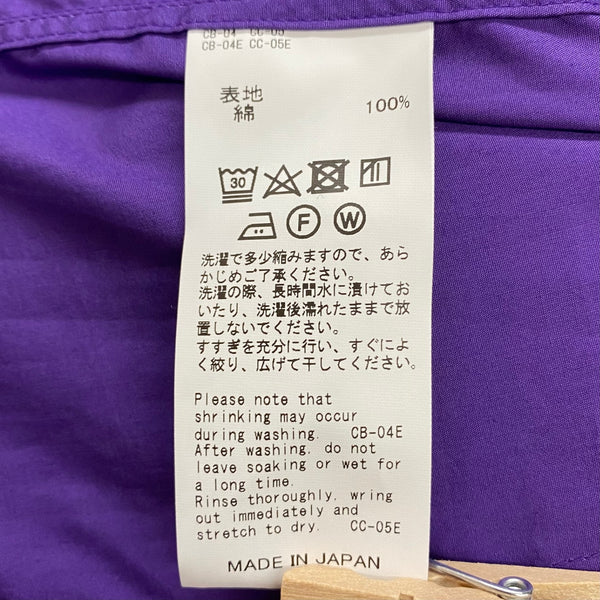 CB-04 CC-05
CB-04E CC-05E
表地
綿 100%
30
F W
洗濯で多少縮みますので、あら
かじめご了承ください。
洗濯の際、長時間水に漬けてお
いたり、洗濯後濡れたままで放
置しないでください。
すすぎを充分に行い、すぐによ
く絞り、広げて干してください。
Please note that
shrinking may occur
during washing. CB-04E
After washing, do not
leave soaking or wet for
a long time.
Rinse thoroughly, wring
out immediately and
stretch to dry. CC-05E
MADE IN JAPAN